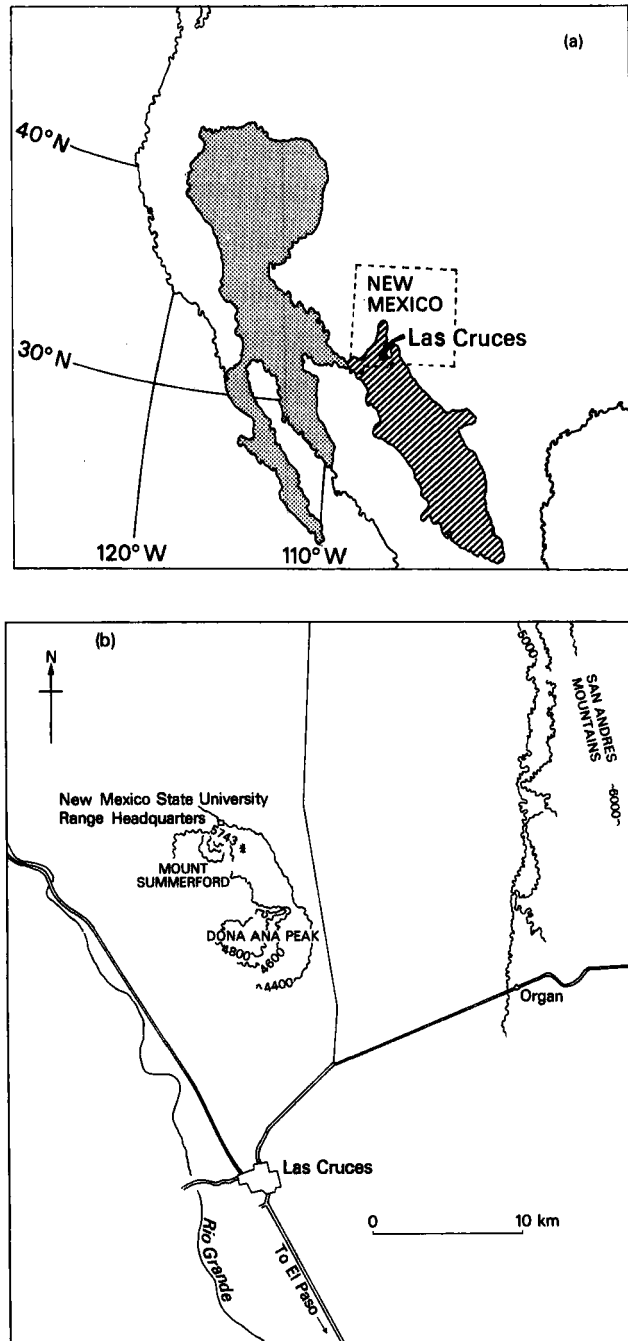 (a)
40°N
NEW
MEXICO
Las Cruces
30°N
120°W
110°W
(b)
N
5000
SAN ANDRES
MOUNTAINS
6000
New Mexico State University
Range Headquarters
5743
*
MOUNT
SUMMERFORD
DONA ANA PEAK
4800
4600
4400
Organ
Las Cruces
0 10 km
Rio Grande
To El Paso